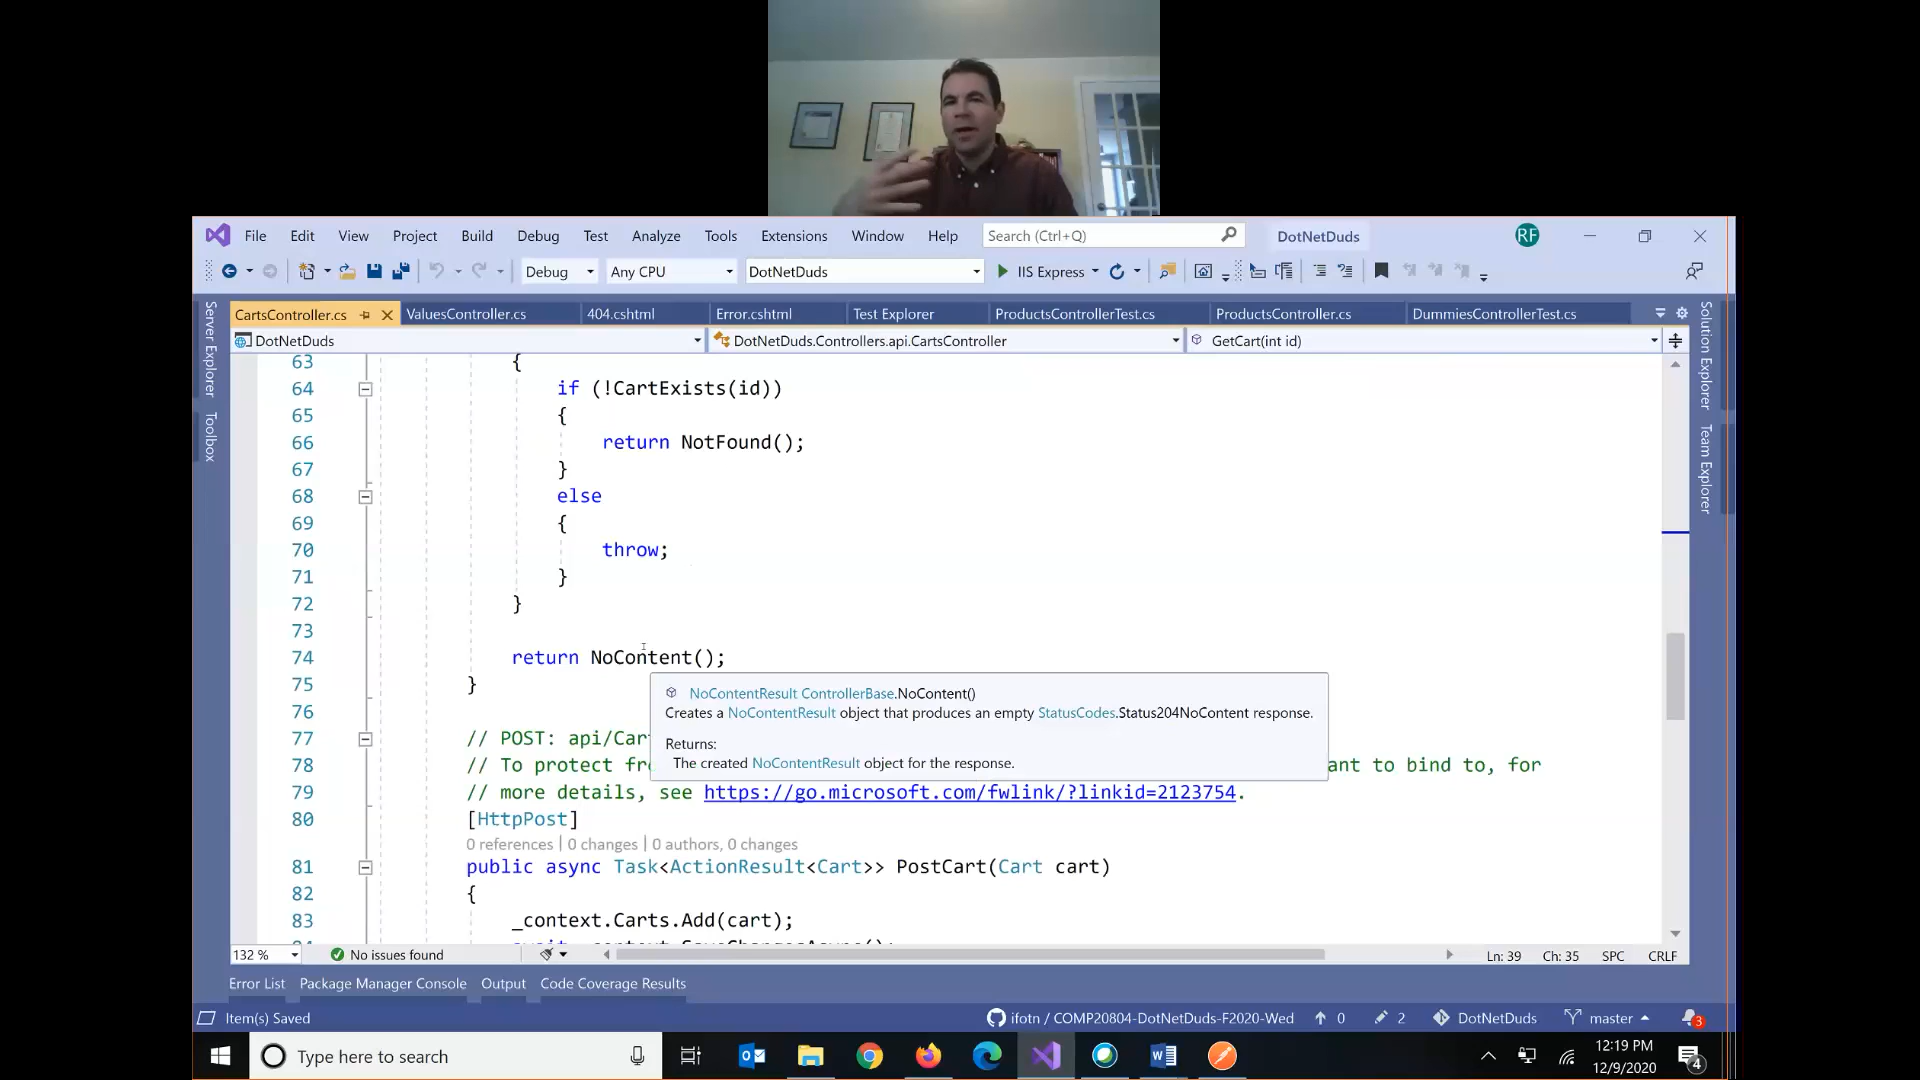 File Edit View Project Build Debug Test Analyze Tools Extensions Window Help Search (Ctrl+Q) DotNetDuds RF
Debug Any CPU DotNetDuds IIS Express
CartsController.cs ValuesController.cs 404.cshtml Error.cshtml Test Explorer ProductsControllerTest.cs ProductsController.cs DummiesControllerTest.cs
DotNetDuds DotNetDuds.Controllers.api.CartsController GetCart(int id)
Server Explorer
Toolbox
Solution Explorer
Team Explorer
63 {
64 if (!CartExists(id))
65 {
66 return NotFound();
67 }
68 else
69 {
70 throw;
71 }
72 }
73
74 return NoContent();
75 }
NoContentResult ControllerBase.NoContent()
Creates a NoContentResult object that produces an empty StatusCodes.Status204NoContent response.
Returns:
The created NoContentResult object for the response.
76
77 // POST: api/Car
78 // To protect fr ant to bind to, for
79 // more details, see https://go.microsoft.com/fwlink/?linkid=2123754.
80 [HttpPost]
0 references | 0 changes | 0 authors, 0 changes
81 public async Task<ActionResult<Cart>> PostCart(Cart cart)
82 {
83 _context.Carts.Add(cart);
132 % No issues found Ln: 39 Ch: 35 SPC CRLF
Error List Package Manager Console Output Code Coverage Results
Item(s) Saved ifotn / COMP20804-DotNetDuds-F2020-Wed 0 2 DotNetDuds master 3
Type here to search 12:19 PM
12/9/2020 4